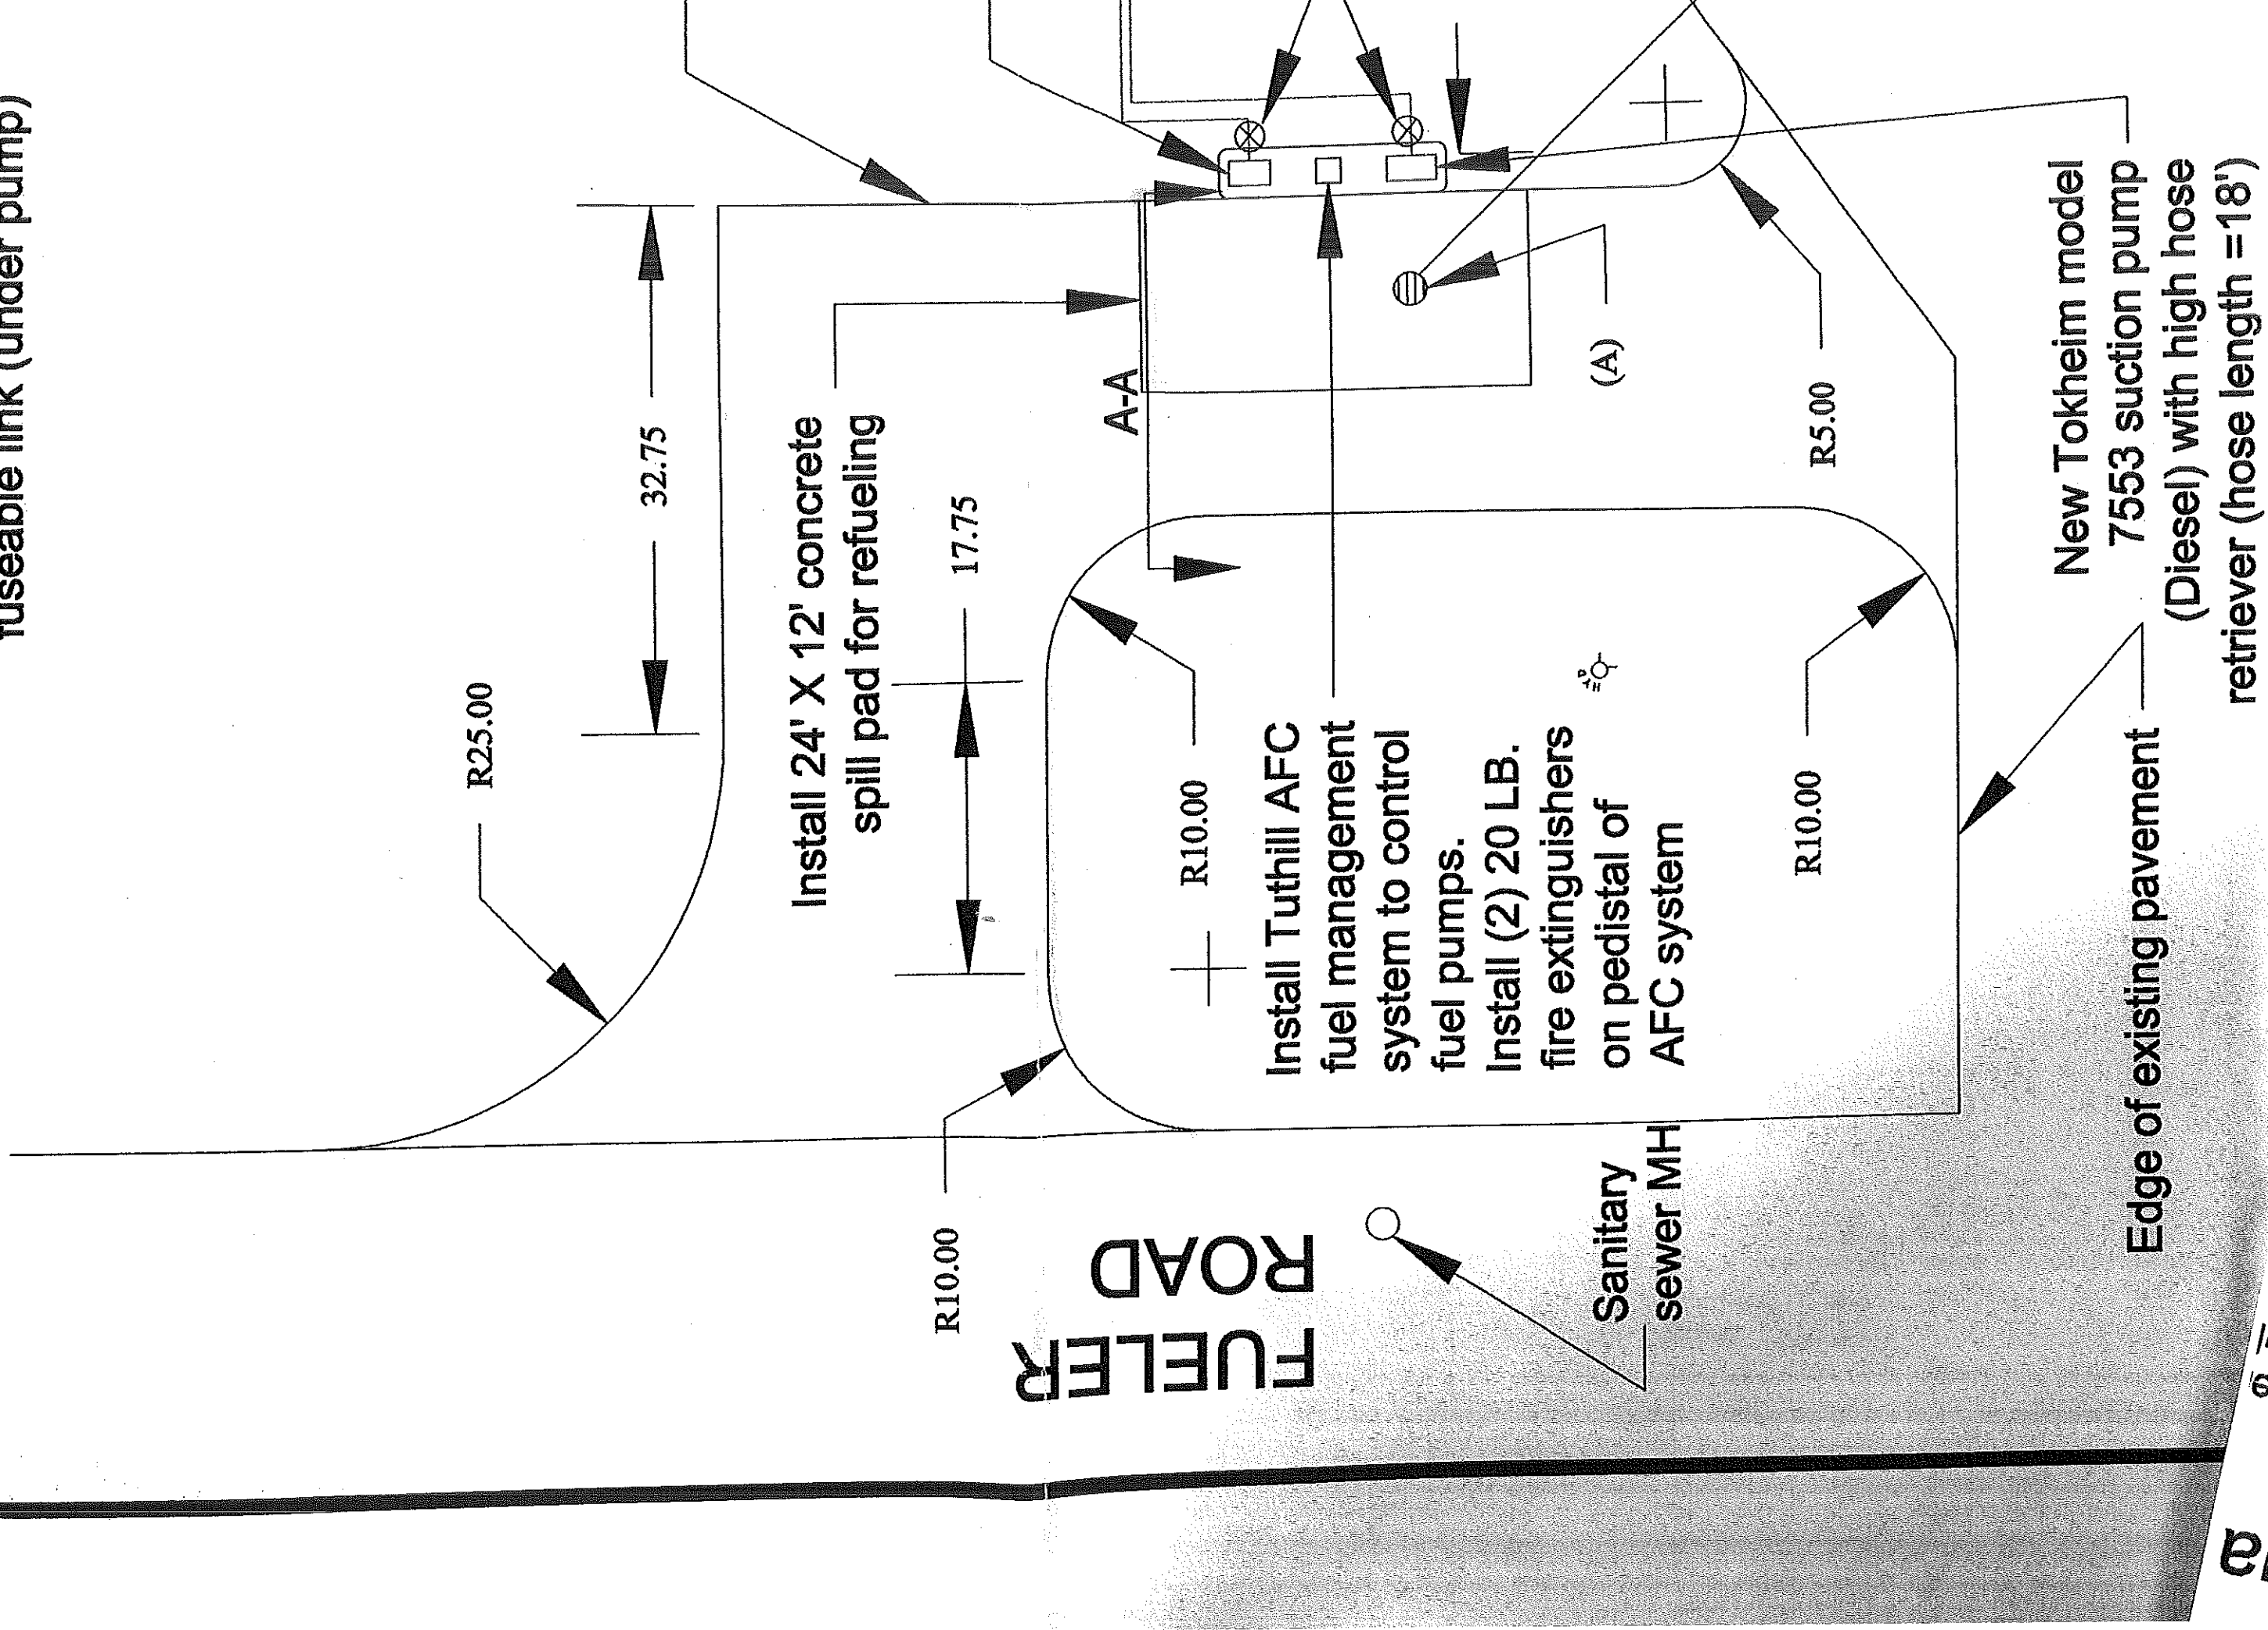 fuseable link (under pump)
R25.00
32.75
Install 24' X 12' concrete
spill pad for refueling
17.75
A-A
R10.00
R10.00
Install Tuthill AFC
fuel management
system to control
fuel pumps.
Install (2) 20 LB.
fire extinguishers
on pedistal of
AFC system
Hyd
(A)
R5.00
R10.00
FUELER
ROAD
Sanitary
sewer MH
New Tokheim model
7553 suction pump
(Diesel) with high hose
retriever (hose length =18')
Edge of existing pavement